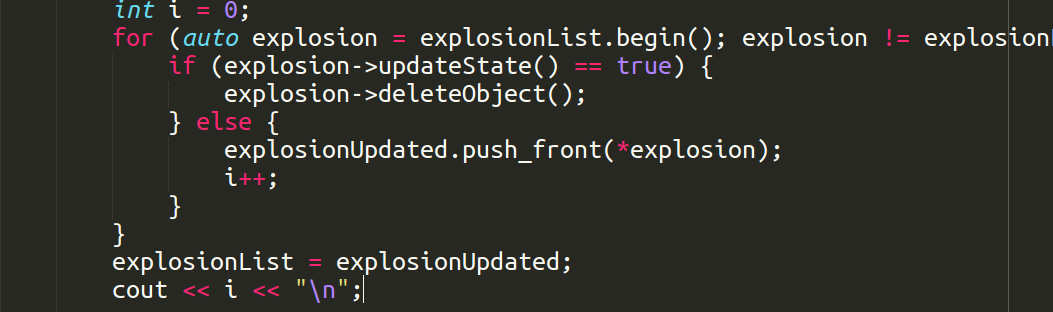 int i = 0;
for (auto explosion = explosionList.begin(); explosion != explosion
if (explosion->updateState() == true) {
explosion->deleteObject();
} else {
explosionUpdated.push_front(*explosion);
i++;
}
}
explosionList = explosionUpdated;
cout << i << "\n";